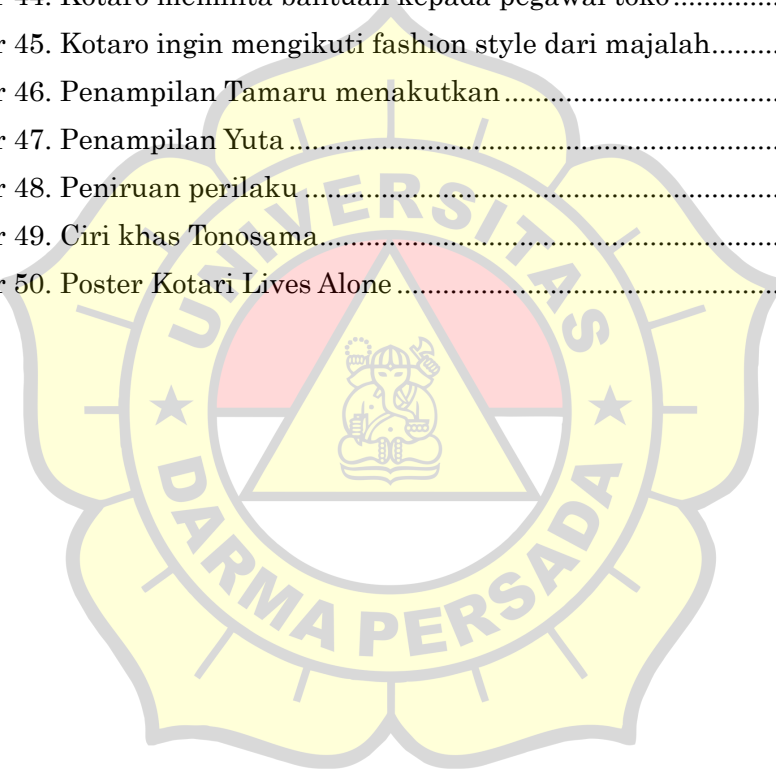 r 44. Kotaro meminta bantuan kepada pegawai toko..........
r 45. Kotaro ingin mengikuti fashion style dari majalah.......
r 46. Penampilan Tamaru menakutkan..............................
r 47. Penampilan Yuta......................................................
r 48. Peniruan perilaku....................................................
r 49. Ciri khas Tonosama..................................................
r 50. Poster Kotari Lives Alone..........................................
UNIVERSITAS
DARMA PERSADA